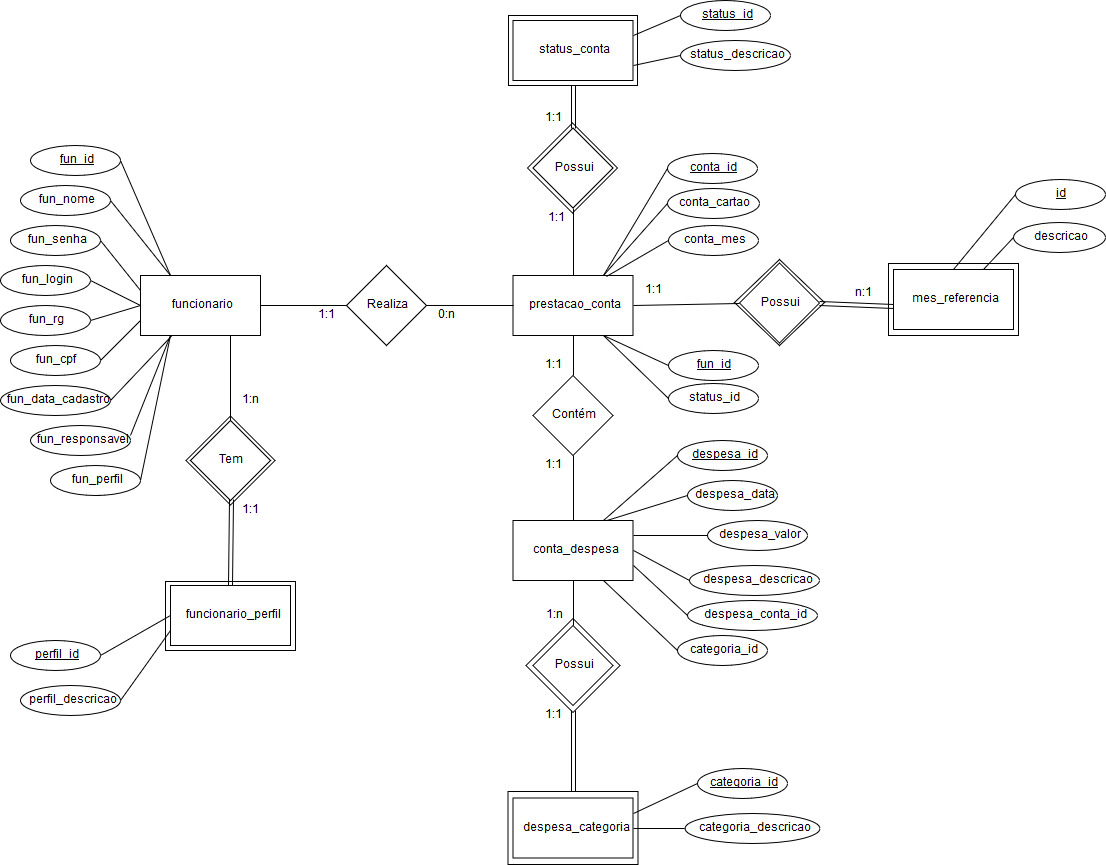 status_id
status_conta
status_descricao
1:1
Possui
1:1
fun_id
fun_nome
fun_senha
fun_login
fun_rg
fun_cpf
fun_data_cadastro
fun_responsavel
fun_perfil
funcionario
1:1
Realiza
0:n
prestacao_conta
conta_id
conta_cartao
conta_mes
1:1
Possui
n:1
mes_referencia
id
descricao
fun_id
status_id
1:n
Tem
1:1
funcionario_perfil
perfil_id
perfil_descricao
1:1
Contém
1:1
conta_despesa
despesa_id
despesa_data
despesa_valor
despesa_descricao
despesa_conta_id
categoria_id
1:n
Possui
1:1
despesa_categoria
categoria_id
categoria_descricao